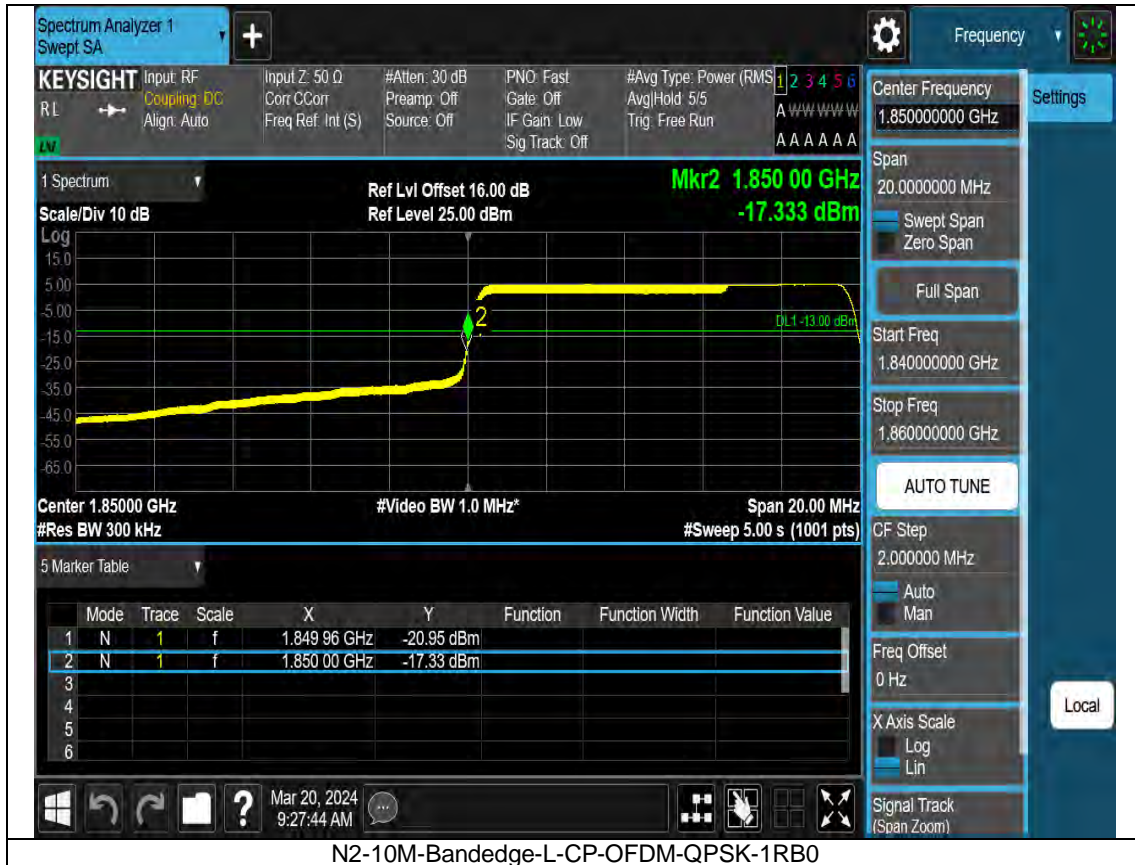 Spectrum Analyzer 1
Swept SA
Frequency
KEYSIGHT
RL
LNI
Input: RF
Coupling: DC
Align: Auto
Input Z: 50 Ω
Corr CCorr
Freq Ref: Int (S)
#Atten: 30 dB
Preamp: Off
Source: Off
PNO: Fast
Gate: Off
IF Gain: Low
Sig Track: Off
#Avg Type: Power (RMS
Avg|Hold: 5/5
Trig: Free Run
1 2 3 4 5 6
A W W W W W
A A A A A A
1 Spectrum
Scale/Div 10 dB
Log
Ref Lvl Offset 16.00 dB
Ref Level 25.00 dBm
Mkr2 1.850 00 GHz
-17.333 dBm
15.0
5.00
-5.00
-15.0
-25.0
-35.0
-45.0
-55.0
-65.0
2
DL1 -13.00 dBm
Center 1.85000 GHz
#Res BW 300 kHz
#Video BW 1.0 MHz*
Span 20.00 MHz
#Sweep 5.00 s (1001 pts)
5 Marker Table
Mode Trace Scale X Y Function Function Width Function Value
1 N 1 f 1.849 96 GHz -20.95 dBm
2 N 1 f 1.850 00 GHz -17.33 dBm
3
4
5
6
Mar 20, 2024
9:27:44 AM
Center Frequency
1.850000000 GHz
Settings
Span
20.0000000 MHz
Swept Span
Zero Span
Full Span
Start Freq
1.840000000 GHz
Stop Freq
1.860000000 GHz
AUTO TUNE
CF Step
2.000000 MHz
Auto
Man
Freq Offset
0 Hz
X Axis Scale
Log
Lin
Local
Signal Track
(Span Zoom)
N2-10M-Bandedge-L-CP-OFDM-QPSK-1RB0